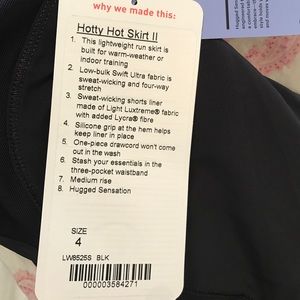 why we made this:
Hotty Hot Skirt II
1. This lightweight run skirt is
built for warm-weather or
indoor training
2. Low-bulk Swift Ultra fabric is
sweat-wicking and four-way
stretch
3. Sweat-wicking shorts liner
made of Light Luxtreme® fabric
with added Lycra® fibre
4. Silicone grip at the hem helps
keep liner in place
5. One-piece drawcord won't come
out in the wash
6. Stash your essentials in the
three-pocket waistband
7. Medium rise
8. Hugged Sensation
SIZE
4
LW8525S BLK
000003584271